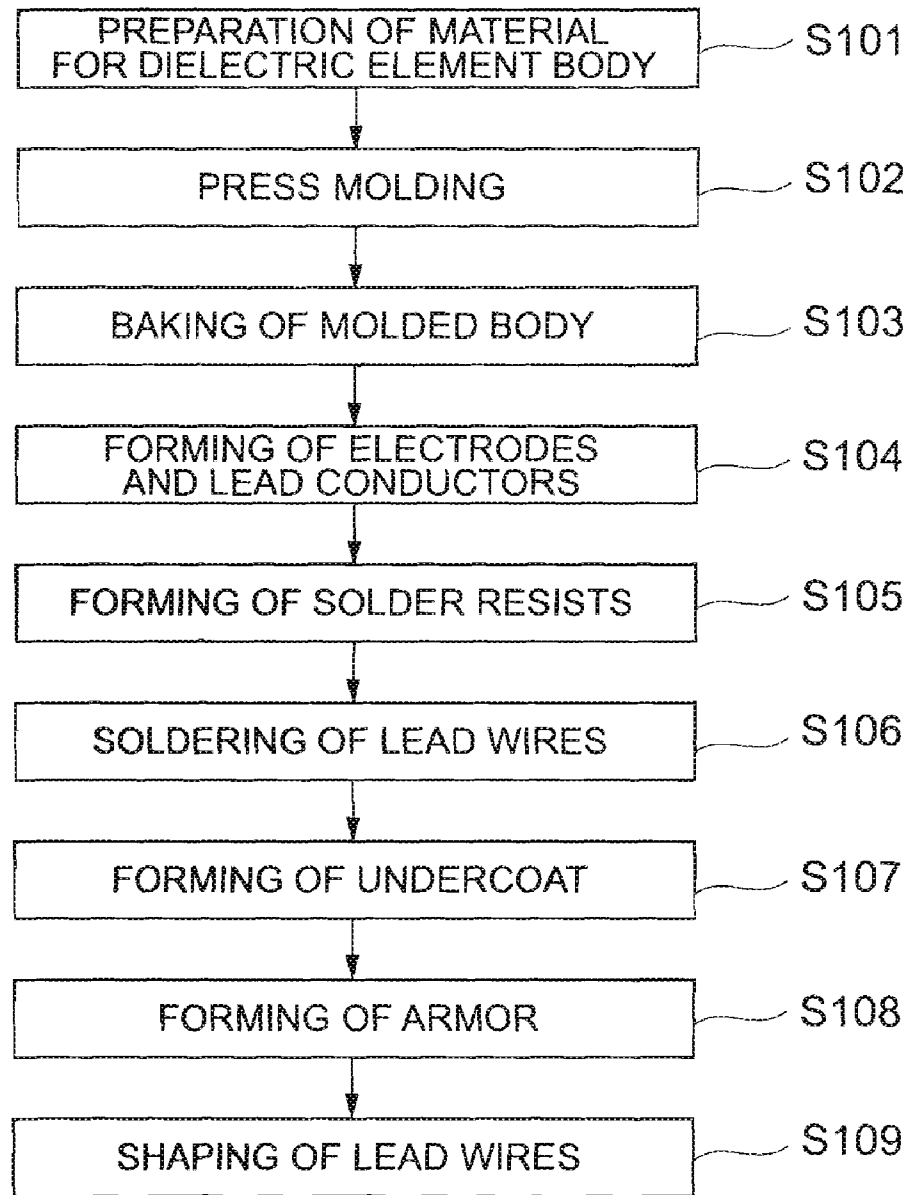 PREPARATION OF MATERIAL
FOR DIELECTRIC ELEMENT BODY
S101
PRESS MOLDING
S102
BAKING OF MOLDED BODY
S103
FORMING OF ELECTRODES
AND LEAD CONDUCTORS
S104
FORMING OF SOLDER RESISTS
S105
SOLDERING OF LEAD WIRES
S106
FORMING OF UNDERCOAT
S107
FORMING OF ARMOR
S108
SHAPING OF LEAD WIRES
S109